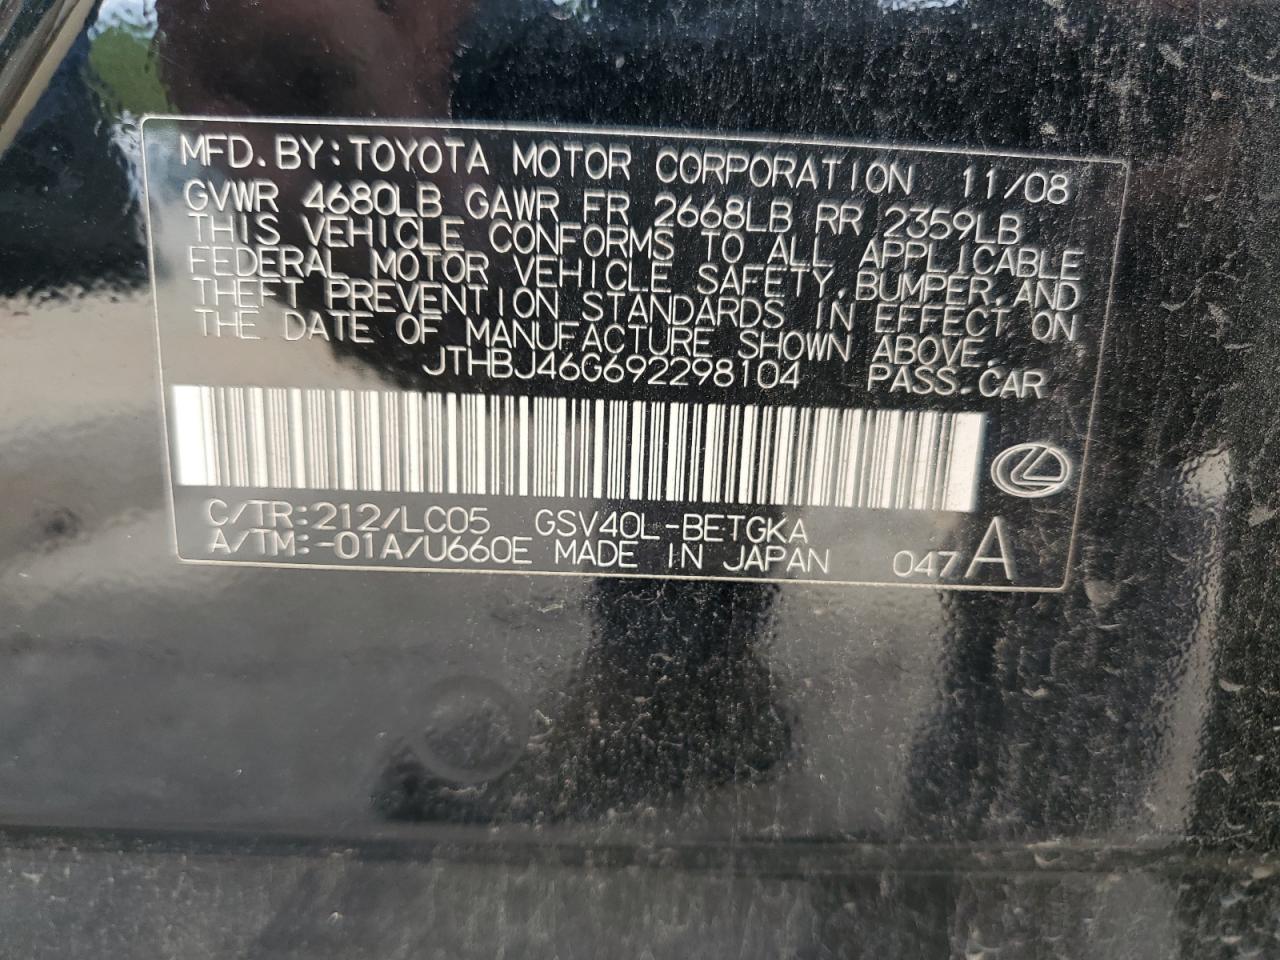 MFD.BY:TOYOTA MOTOR CORPORATION 11/08
GVWR 4680LB GAWR FR 2668LB RR 2359LB
THIS VEHICLE CONFORMS TO ALL APPLICABLE
FEDERAL MOTOR VEHICLE SAFETY,BUMPER,AND
THEFT PREVENTION STANDARDS IN EFFECT ON
THE DATE OF MANUFACTURE SHOWN ABOVE.
JTHBJ46G692298104 PASS.CAR
C/TR:212/LC05 GSV40L-BETGKA
A/TM:-01A/U660E MADE IN JAPAN 047A